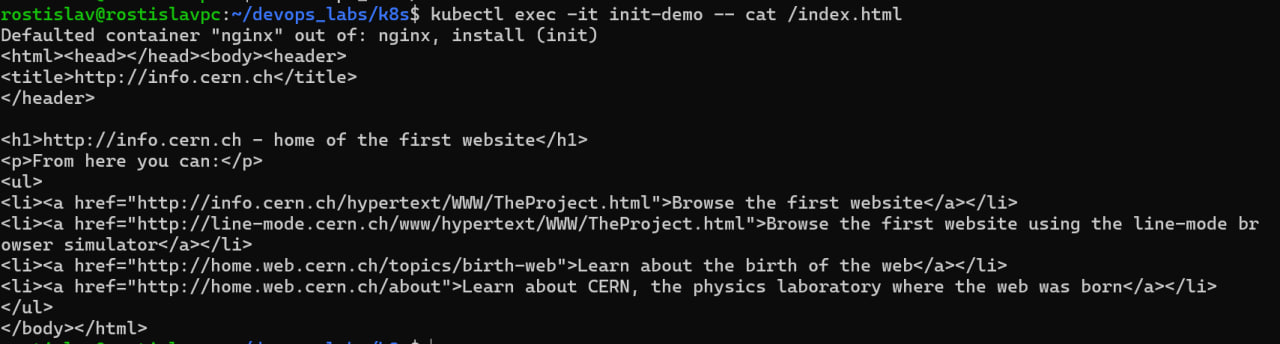 rostislav@rostislavpc:~/devops_labs/k8s$ kubectl exec -it init-demo -- cat /index.html
Defaulted container "nginx" out of: nginx, install (init)
<html><head></head><body><header>
<title>http://info.cern.ch</title>
</header>
<h1>http://info.cern.ch - home of the first website</h1>
<p>From here you can:</p>
<ul>
<li><a href="http://info.cern.ch/hypertext/WWW/TheProject.html">Browse the first website</a></li>
<li><a href="http://line-mode.cern.ch/www/hypertext/WWW/TheProject.html">Browse the first website using the line-mode br
owser simulator</a></li>
<li><a href="http://home.web.cern.ch/topics/birth-web">Learn about the birth of the web</a></li>
<li><a href="http://home.web.cern.ch/about">Learn about CERN, the physics laboratory where the web was born</a></li>
</ul>
</body></html>